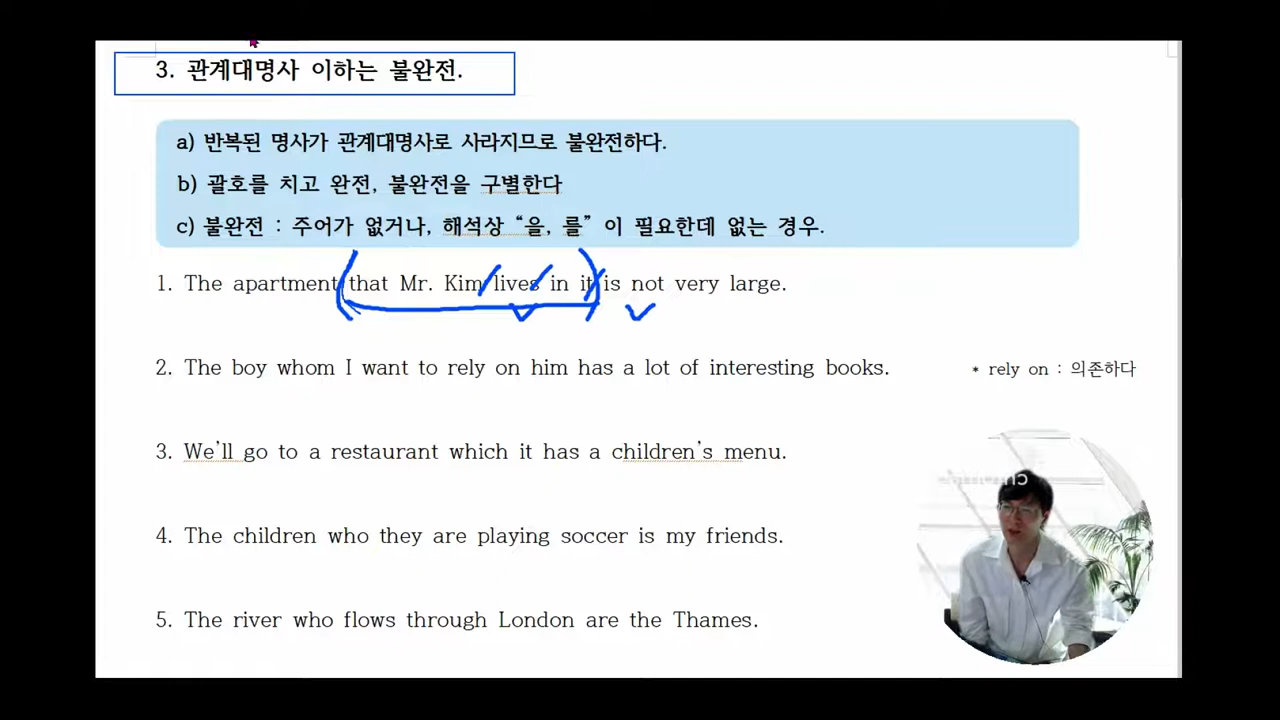 3. 관계대명사 이하는 불완전.
a) 반복된 명사가 관계대명사로 사라지므로 불완전하다.
b) 괄호를 치고 완전, 불완전을 구별한다
c) 불완전 : 주어가 없거나, 해석상 “을, 를” 이 필요한데 없는 경우.
1. The apartment that Mr. Kim lives in it is not very large.
2. The boy whom I want to rely on him has a lot of interesting books.
* rely on : 의존하다
3. We’ll go to a restaurant which it has a children’s menu.
4. The children who they are playing soccer is my friends.
5. The river who flows through London are the Thames.